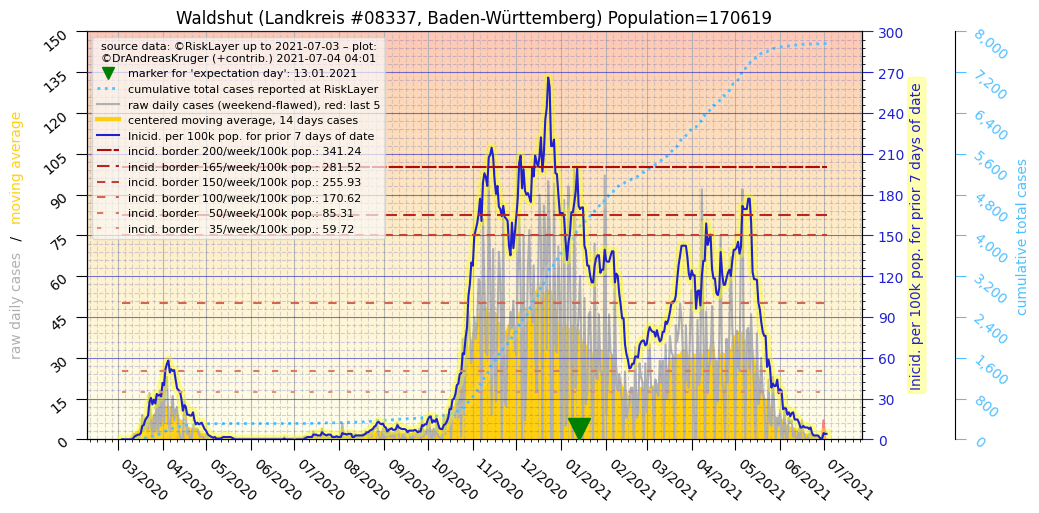 Waldshut (Landkreis #08337, Baden-Württemberg) Population=170619
source data: ©RiskLayer up to 2021-07-03 – plot:
©DrAndreasKruger (+contrib.) 2021-07-04 04:01
marker for 'expectation day': 13.01.2021
cumulative total cases reported at RiskLayer
raw daily cases (weekend-flawed), red: last 5
centered moving average, 14 days cases
Inicid. per 100k pop. for prior 7 days of date
incid. border 200/week/100k pop.: 341.24
incid. border 165/week/100k pop.: 281.52
incid. border 150/week/100k pop.: 255.93
incid. border 100/week/100k pop.: 170.62
incid. border   50/week/100k pop.: 85.31
incid. border   35/week/100k pop.: 59.72
raw daily cases / moving average
150
135
120
105
90
75
60
45
30
15
0
03/2020
04/2020
05/2020
06/2020
07/2020
08/2020
09/2020
10/2020
11/2020
12/2020
01/2021
02/2021
03/2021
04/2021
05/2021
06/2021
07/2021
300
270
240
210
180
150
120
90
60
30
0
Inicid. per 100k pop. for prior 7 days of date
8,000
7,200
6,400
5,600
4,800
4,000
3,200
2,400
1,600
800
0
cumulative total cases